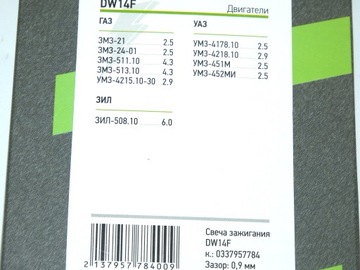 DW14F
Двигатели
ГАЗ
ЗМЗ-21 2.5
ЗМЗ-24-01 2.5
ЗМЗ-511.10 4.3
ЗМЗ-513.10 4.3
УМЗ-4215.10-30 2.9
УАЗ
УМЗ-4178.10 2.5
УМЗ-4218.10 2.9
УМЗ-451М 2.5
УМЗ-452МИ 2.5
ЗИЛ
ЗИЛ-508.10 6.0
Свеча зажигания
DW14F
к.: 0337957784
Зазор: 0,9 мм
2 137957 784009